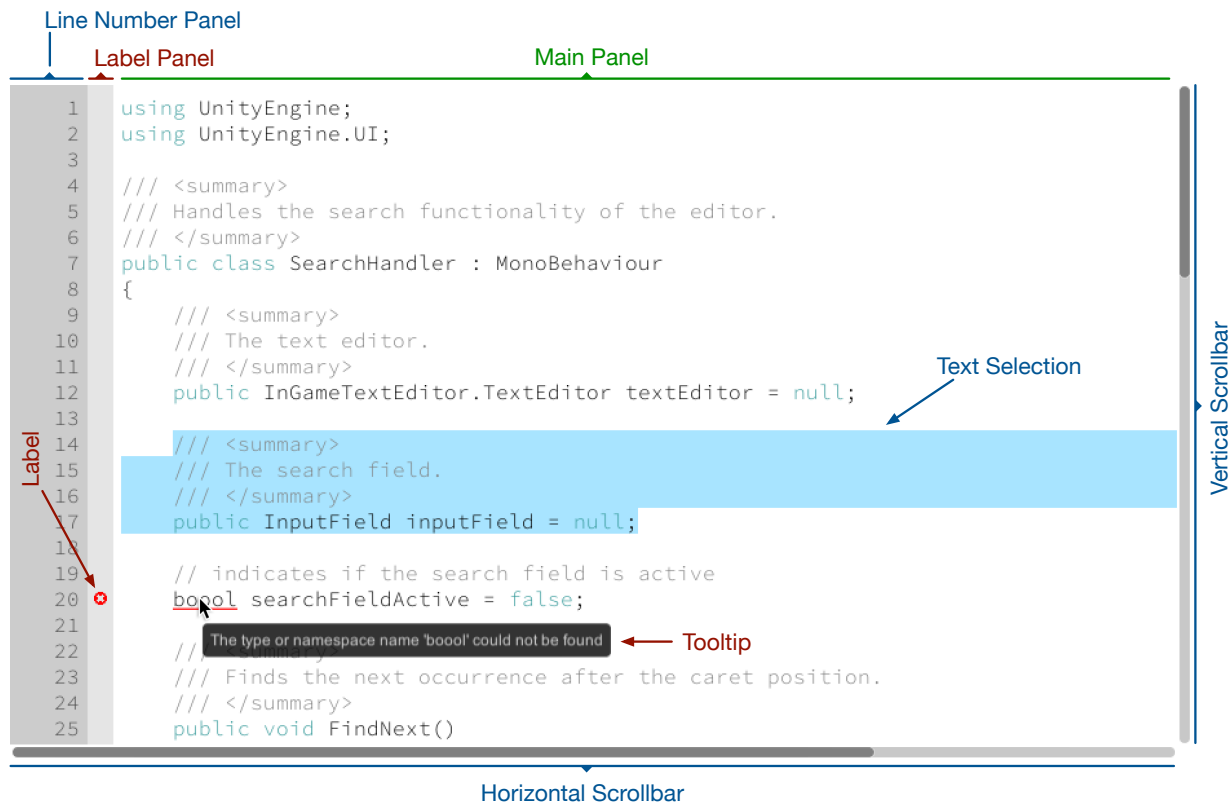 Line Number Panel
Label Panel
Main Panel
1 using UnityEngine;
2 using UnityEngine.UI;
3
4 /// <summary>
5 /// Handles the search functionality of the editor.
6 /// </summary>
7 public class SearchHandler : MonoBehaviour
8 {
9 /// <summary>
10 /// The text editor.
11 /// </summary>
12 public InGameTextEditor.TextEditor textEditor = null;
13
14 /// <summary>
15 /// The search field.
16 /// </summary>
17 public InputField inputField = null;
18
19 // indicates if the search field is active
20 boool searchFieldActive = false;
21
The type or namespace name 'boool' could not be found
22 /// <summary>
23 /// Finds the next occurrence after the caret position.
24 /// </summary>
25 public void FindNext()
Text Selection
Vertical Scrollbar
Label
Tooltip
Horizontal Scrollbar